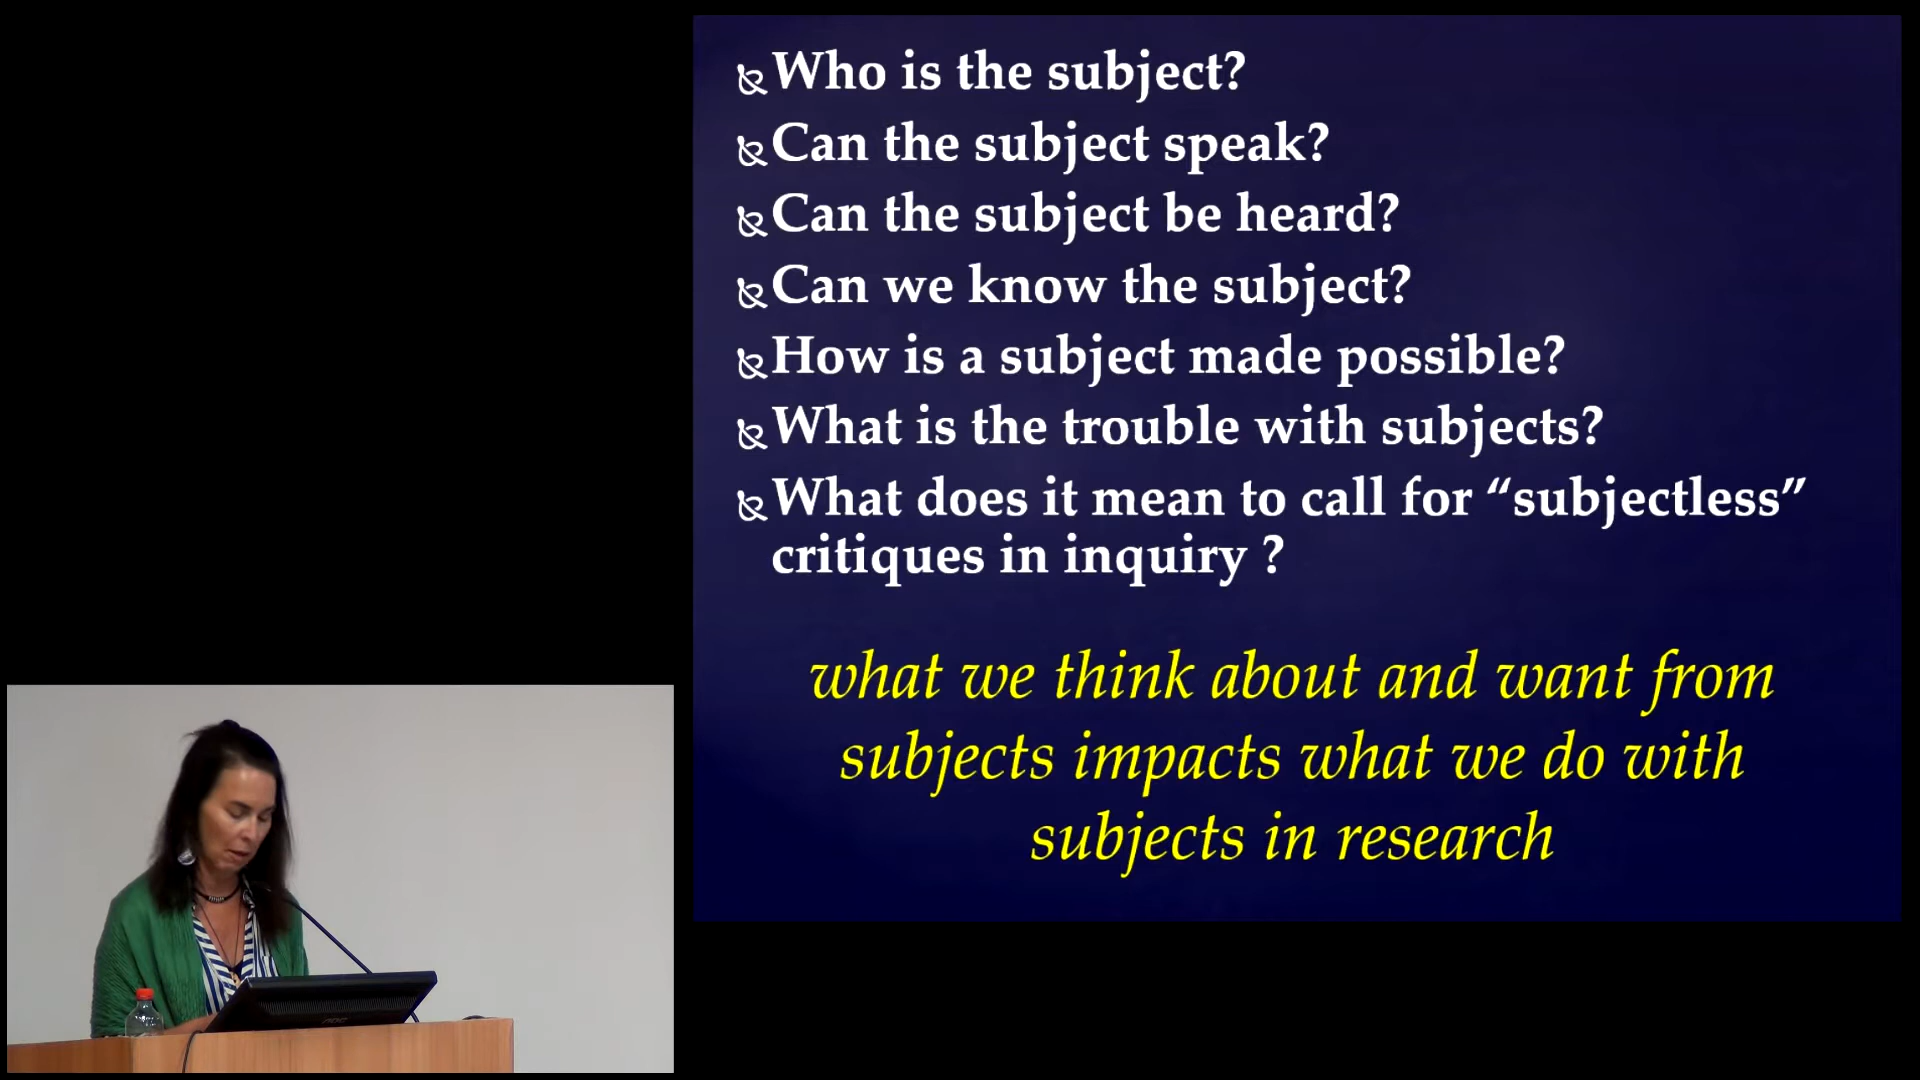 Who is the subject?
Can the subject speak?
Can the subject be heard?
Can we know the subject?
How is a subject made possible?
What is the trouble with subjects?
What does it mean to call for “subjectless”
critiques in inquiry ?
what we think about and want from
subjects impacts what we do with
subjects in research